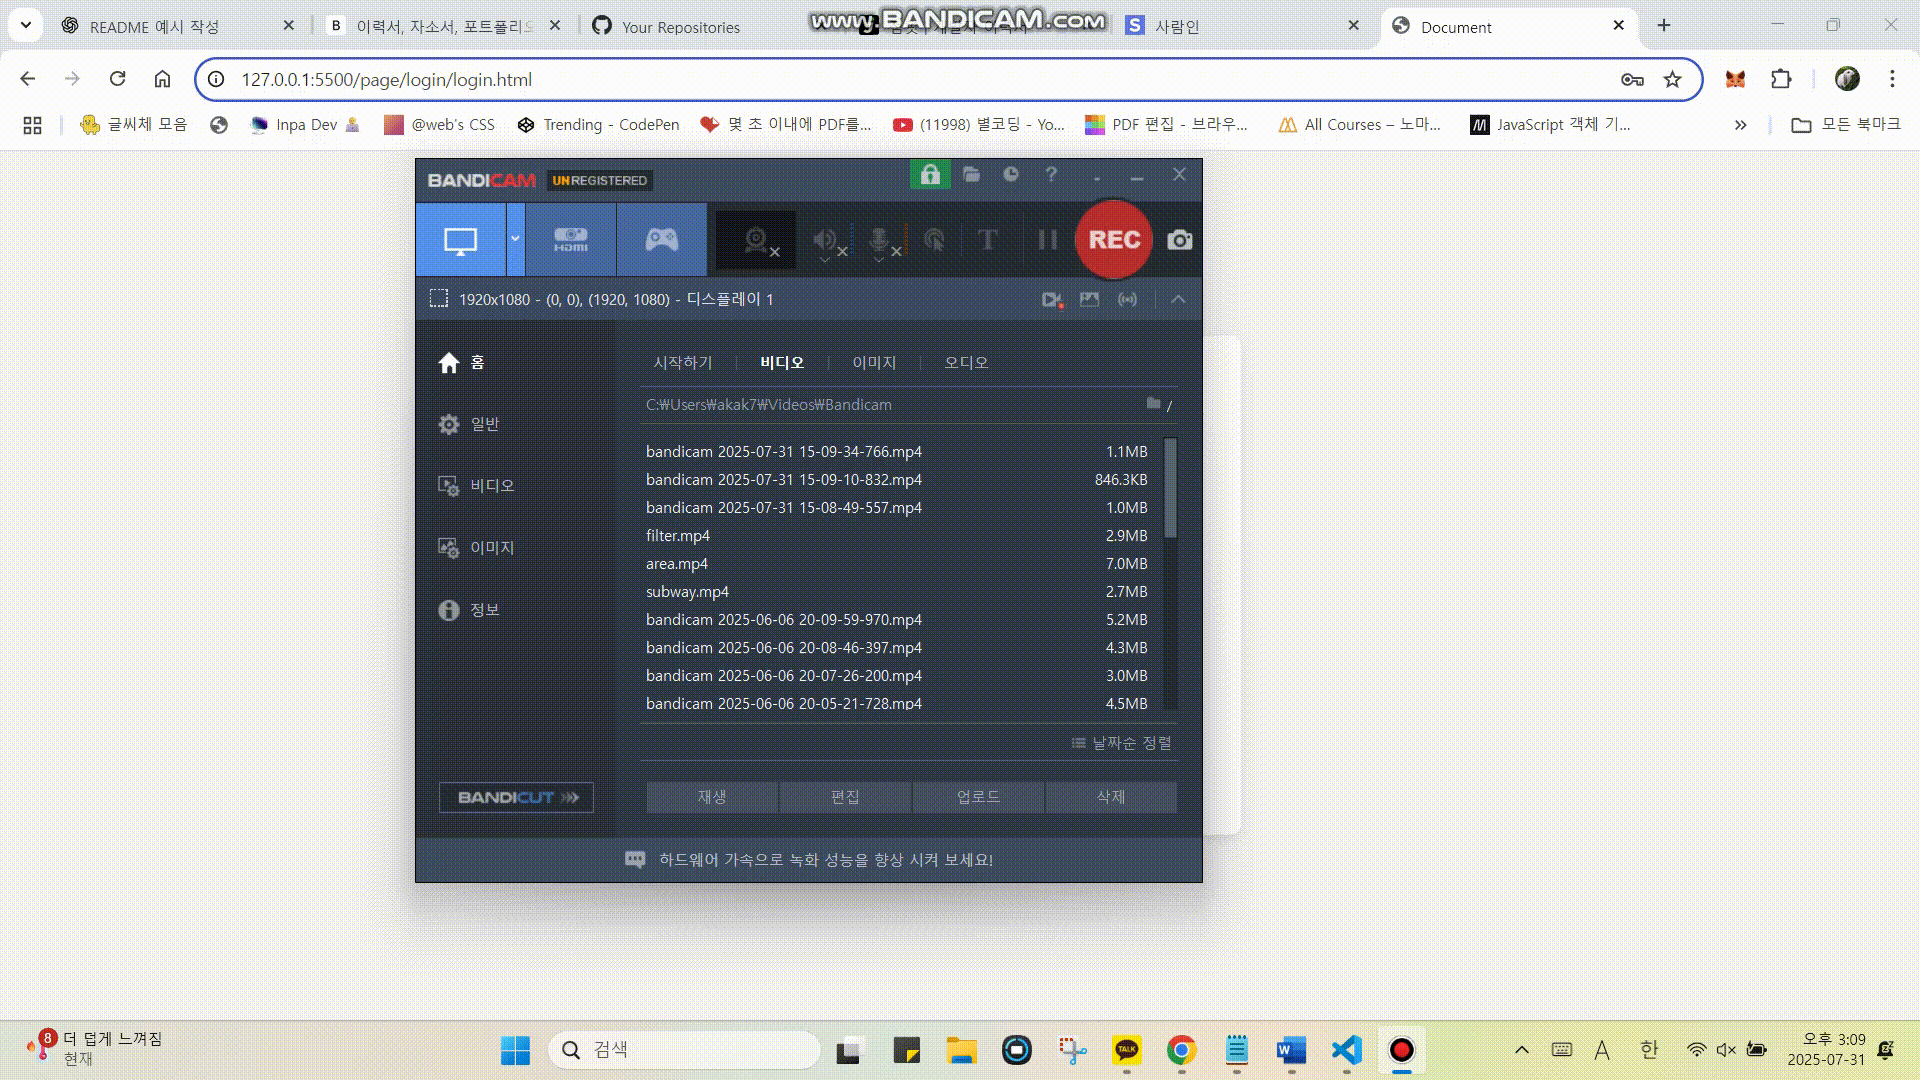 README 예시 작성
이력서, 자소서, 포트폴리오
Your Repositories
www.BANDICAM.com
사람인
Document
127.0.0.1:5500/page/login/login.html
글씨체 모음
Inpa Dev
@web's CSS
Trending - CodePen
몇 초 이내에 PDF를...
(11998) 별코딩 - Yo...
PDF 편집 - 브라우...
All Courses – 노마...
JavaScript 객체 기...
모든 북마크
BANDICAM UNREGISTERED
HDMI
T
REC
1920x1080 - (0, 0), (1920, 1080) - 디스플레이 1
홈
일반
비디오
이미지
정보
시작하기
비디오
이미지
오디오
C:₩Users₩akak7₩Videos₩Bandicam
/
bandicam 2025-07-31 15-09-34-766.mp4 1.1MB
bandicam 2025-07-31 15-09-10-832.mp4 846.3KB
bandicam 2025-07-31 15-08-49-557.mp4 1.0MB
filter.mp4 2.9MB
area.mp4 7.0MB
subway.mp4 2.7MB
bandicam 2025-06-06 20-09-59-970.mp4 5.2MB
bandicam 2025-06-06 20-08-46-397.mp4 4.3MB
bandicam 2025-06-06 20-07-26-200.mp4 3.0MB
bandicam 2025-06-06 20-05-21-728.mp4 4.5MB
날짜순 정렬
BANDICUT
재생
편집
업로드
삭제
하드웨어 가속으로 녹화 성능을 향상 시켜 보세요!
8
더 덥게 느껴짐
현재
검색
TALK
A
한
오후 3:09
2025-07-31